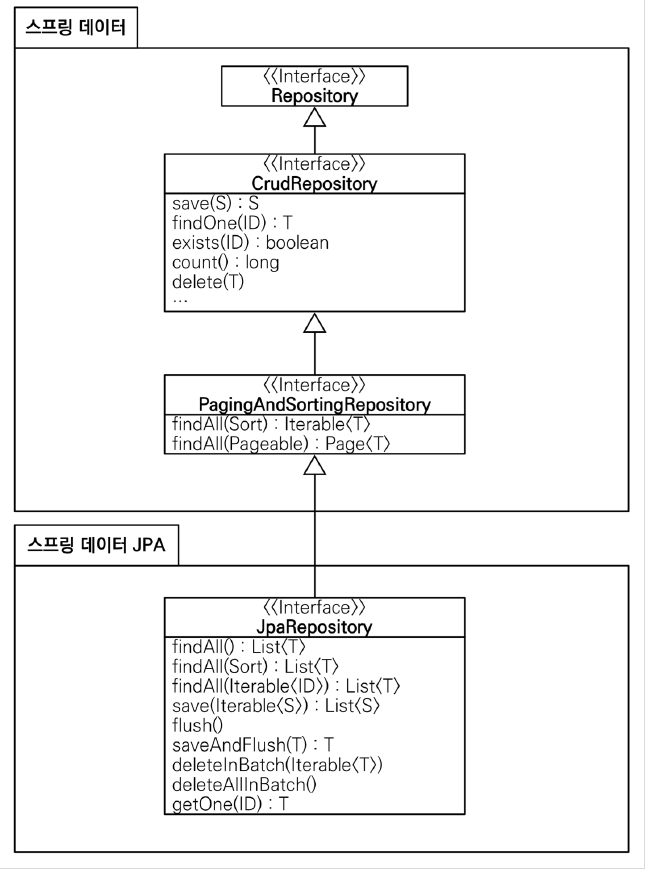 스프링 데이터
《Interface》
Repository
《Interface》
CrudRepository
save(S) : S
findOne(ID) : T
exists(ID) : boolean
count() : long
delete(T)
...
《Interface》
PagingAndSortingRepository
findAll(Sort) : Iterable〈T〉
findAll(Pageable) : Page〈T〉
스프링 데이터 JPA
《Interface》
JpaRepository
findAll() : List〈T〉
findAll(Sort) : List〈T〉
findAll(Iterable〈ID〉) : List〈T〉
save(Iterable〈S〉) : List〈S〉
flush()
saveAndFlush(T) : T
deleteInBatch(Iterable〈T〉)
deleteAllInBatch()
getOne(ID) : T